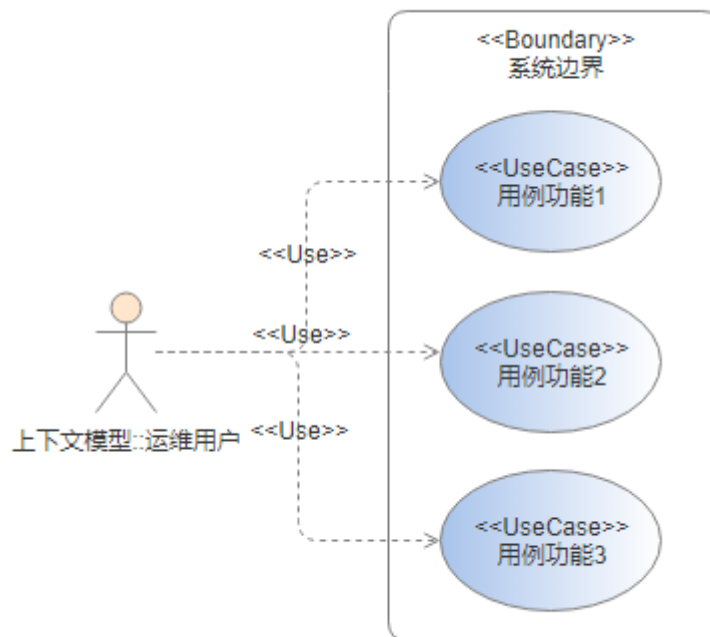 <<Boundary>>
系统边界
<<UseCase>>
用例功能1
<<Use>>
<<Use>>
<<UseCase>>
用例功能2
<<Use>>
上下文模型::运维用户
<<UseCase>>
用例功能3